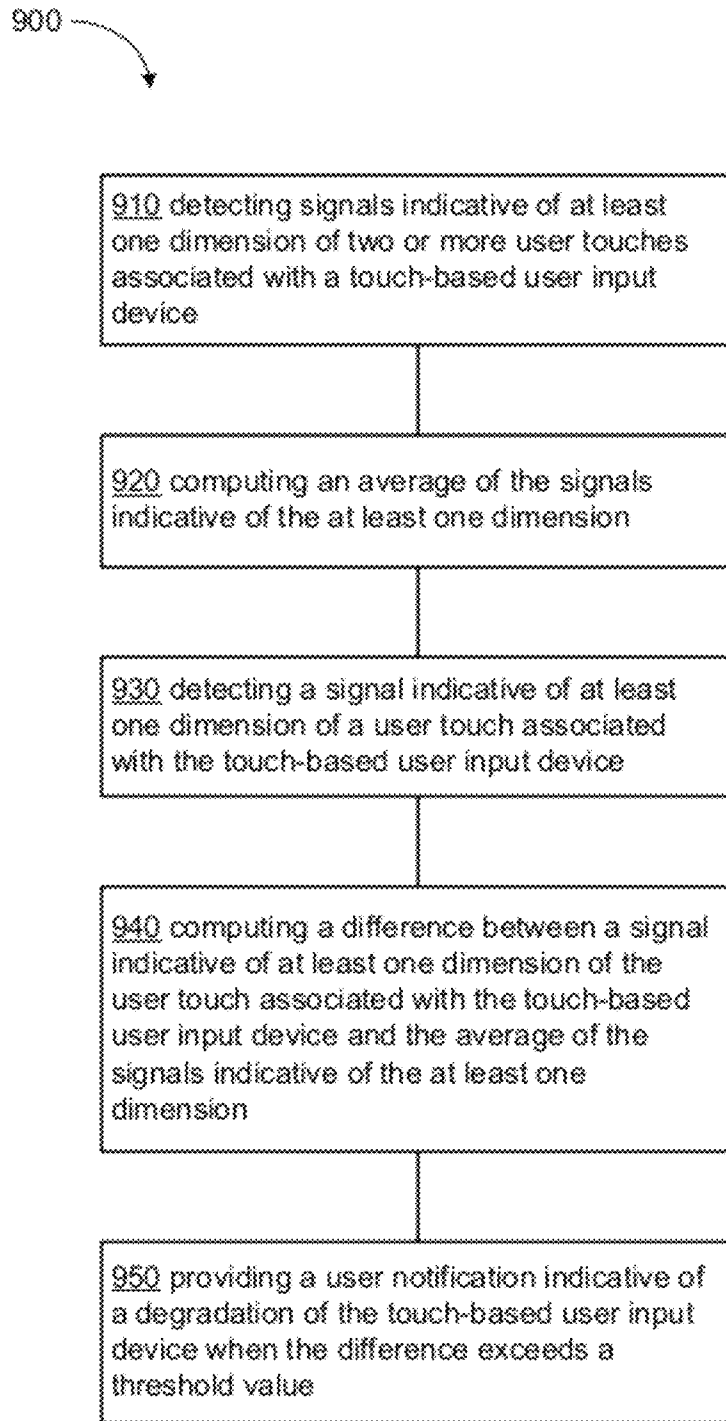 900
910 detecting signals indicative of at least
one dimension of two or more user touches
associated with a touch-based user input
device
920 computing an average of the signals
indicative of the at least one dimension
930 detecting a signal indicative of at least
one dimension of a user touch associated
with the touch-based user input device
940 computing a difference between a signal
indicative of at least one dimension of the
user touch associated with the touch-based
user input device and the average of the
signals indicative of the at least one
dimension
950 providing a user notification indicative of
a degradation of the touch-based user input
device when the difference exceeds a
threshold value